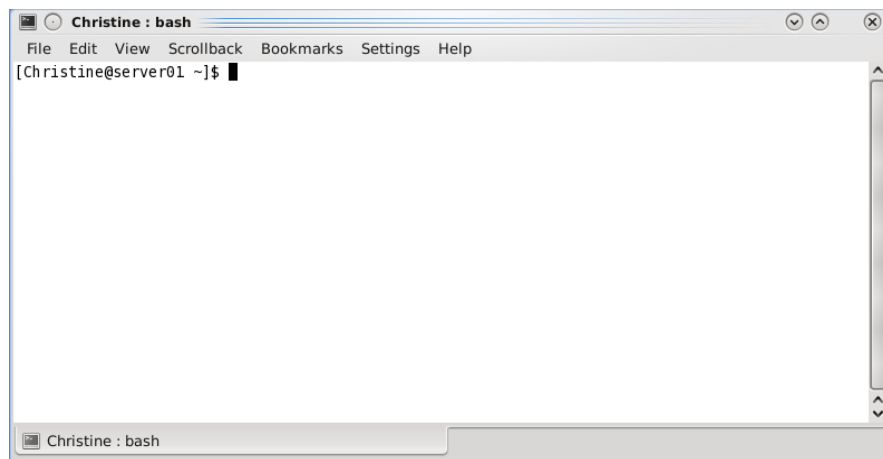 Christine : bash
File Edit View Scrollback Bookmarks Settings Help
[Christine@server01 ~]$
Christine : bash